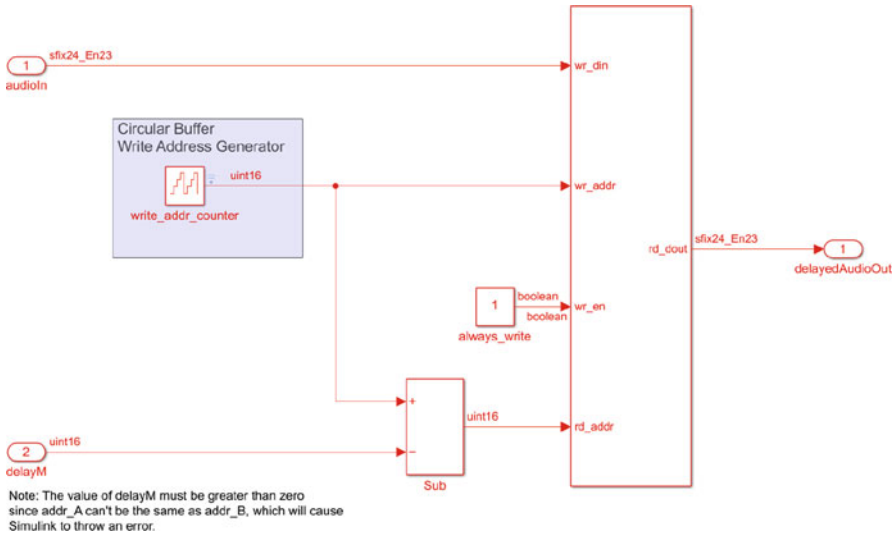 sfix24_En23
1
audioIn
wr_din
Circular Buffer
Write Address Generator
uint16
write_addr_counter
wr_addr
rd_dout
sfix24_En23
1
delayedAudioOut
1
boolean
boolean
wr_en
always_write
+
uint16
rd_addr
2
uint16
delayM
−
Sub
Note: The value of delayM must be greater than zero
since addr_A can't be the same as addr_B, which will cause
Simulink to throw an error.